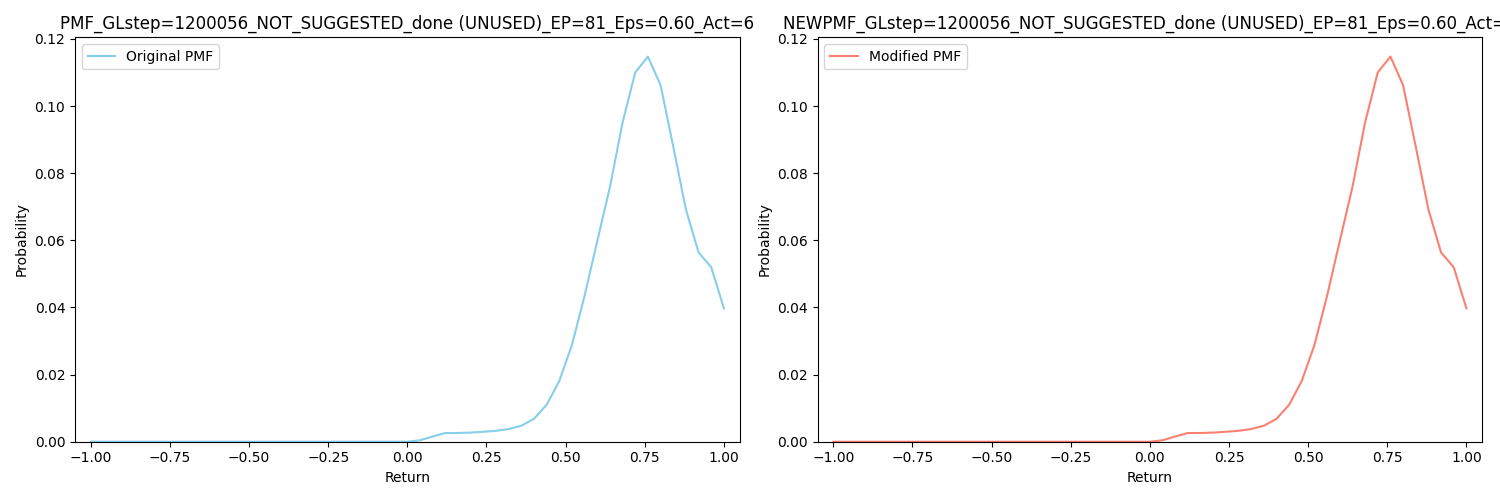 PMF_GLstep=1200056_NOT_SUGGESTED_done (UNUSED)_EP=81_Eps=0.60_Act=6
Original PMF
Probability
0.12
0.10
0.08
0.06
0.04
0.02
0.00
−1.00 −0.75 −0.50 −0.25 0.00 0.25 0.50 0.75 1.00
Return
NEWPMF_GLstep=1200056_NOT_SUGGESTED_done (UNUSED)_EP=81_Eps=0.60_Act=
Modified PMF
Probability
0.12
0.10
0.08
0.06
0.04
0.02
0.00
−1.00 −0.75 −0.50 −0.25 0.00 0.25 0.50 0.75 1.00
Return